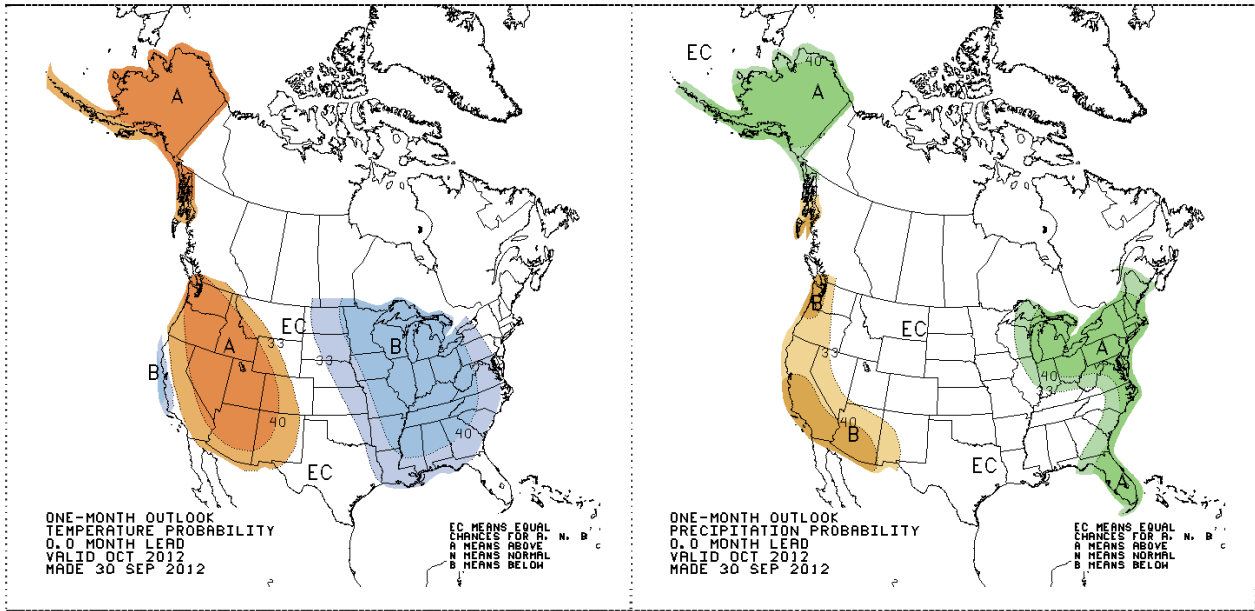 A
EC
33
A
33
B
B
40
40
EC
ONE-MONTH OUTLOOK
TEMPERATURE PROBABILITY
0.0 MONTH LEAD
VALID OCT 2012
MADE 30 SEP 2012
EC MEANS EQUAL
CHANCES FOR A, N, B
A MEANS ABOVE
N MEANS NORMAL
B MEANS BELOW
EC
40
A
B
EC
33
A
40
33
40
B
EC
A
ONE-MONTH OUTLOOK
PRECIPITATION PROBABILITY
0.0 MONTH LEAD
VALID OCT 2012
MADE 30 SEP 2012
EC MEANS EQUAL
CHANCES FOR A, N, B
A MEANS ABOVE
N MEANS NORMAL
B MEANS BELOW